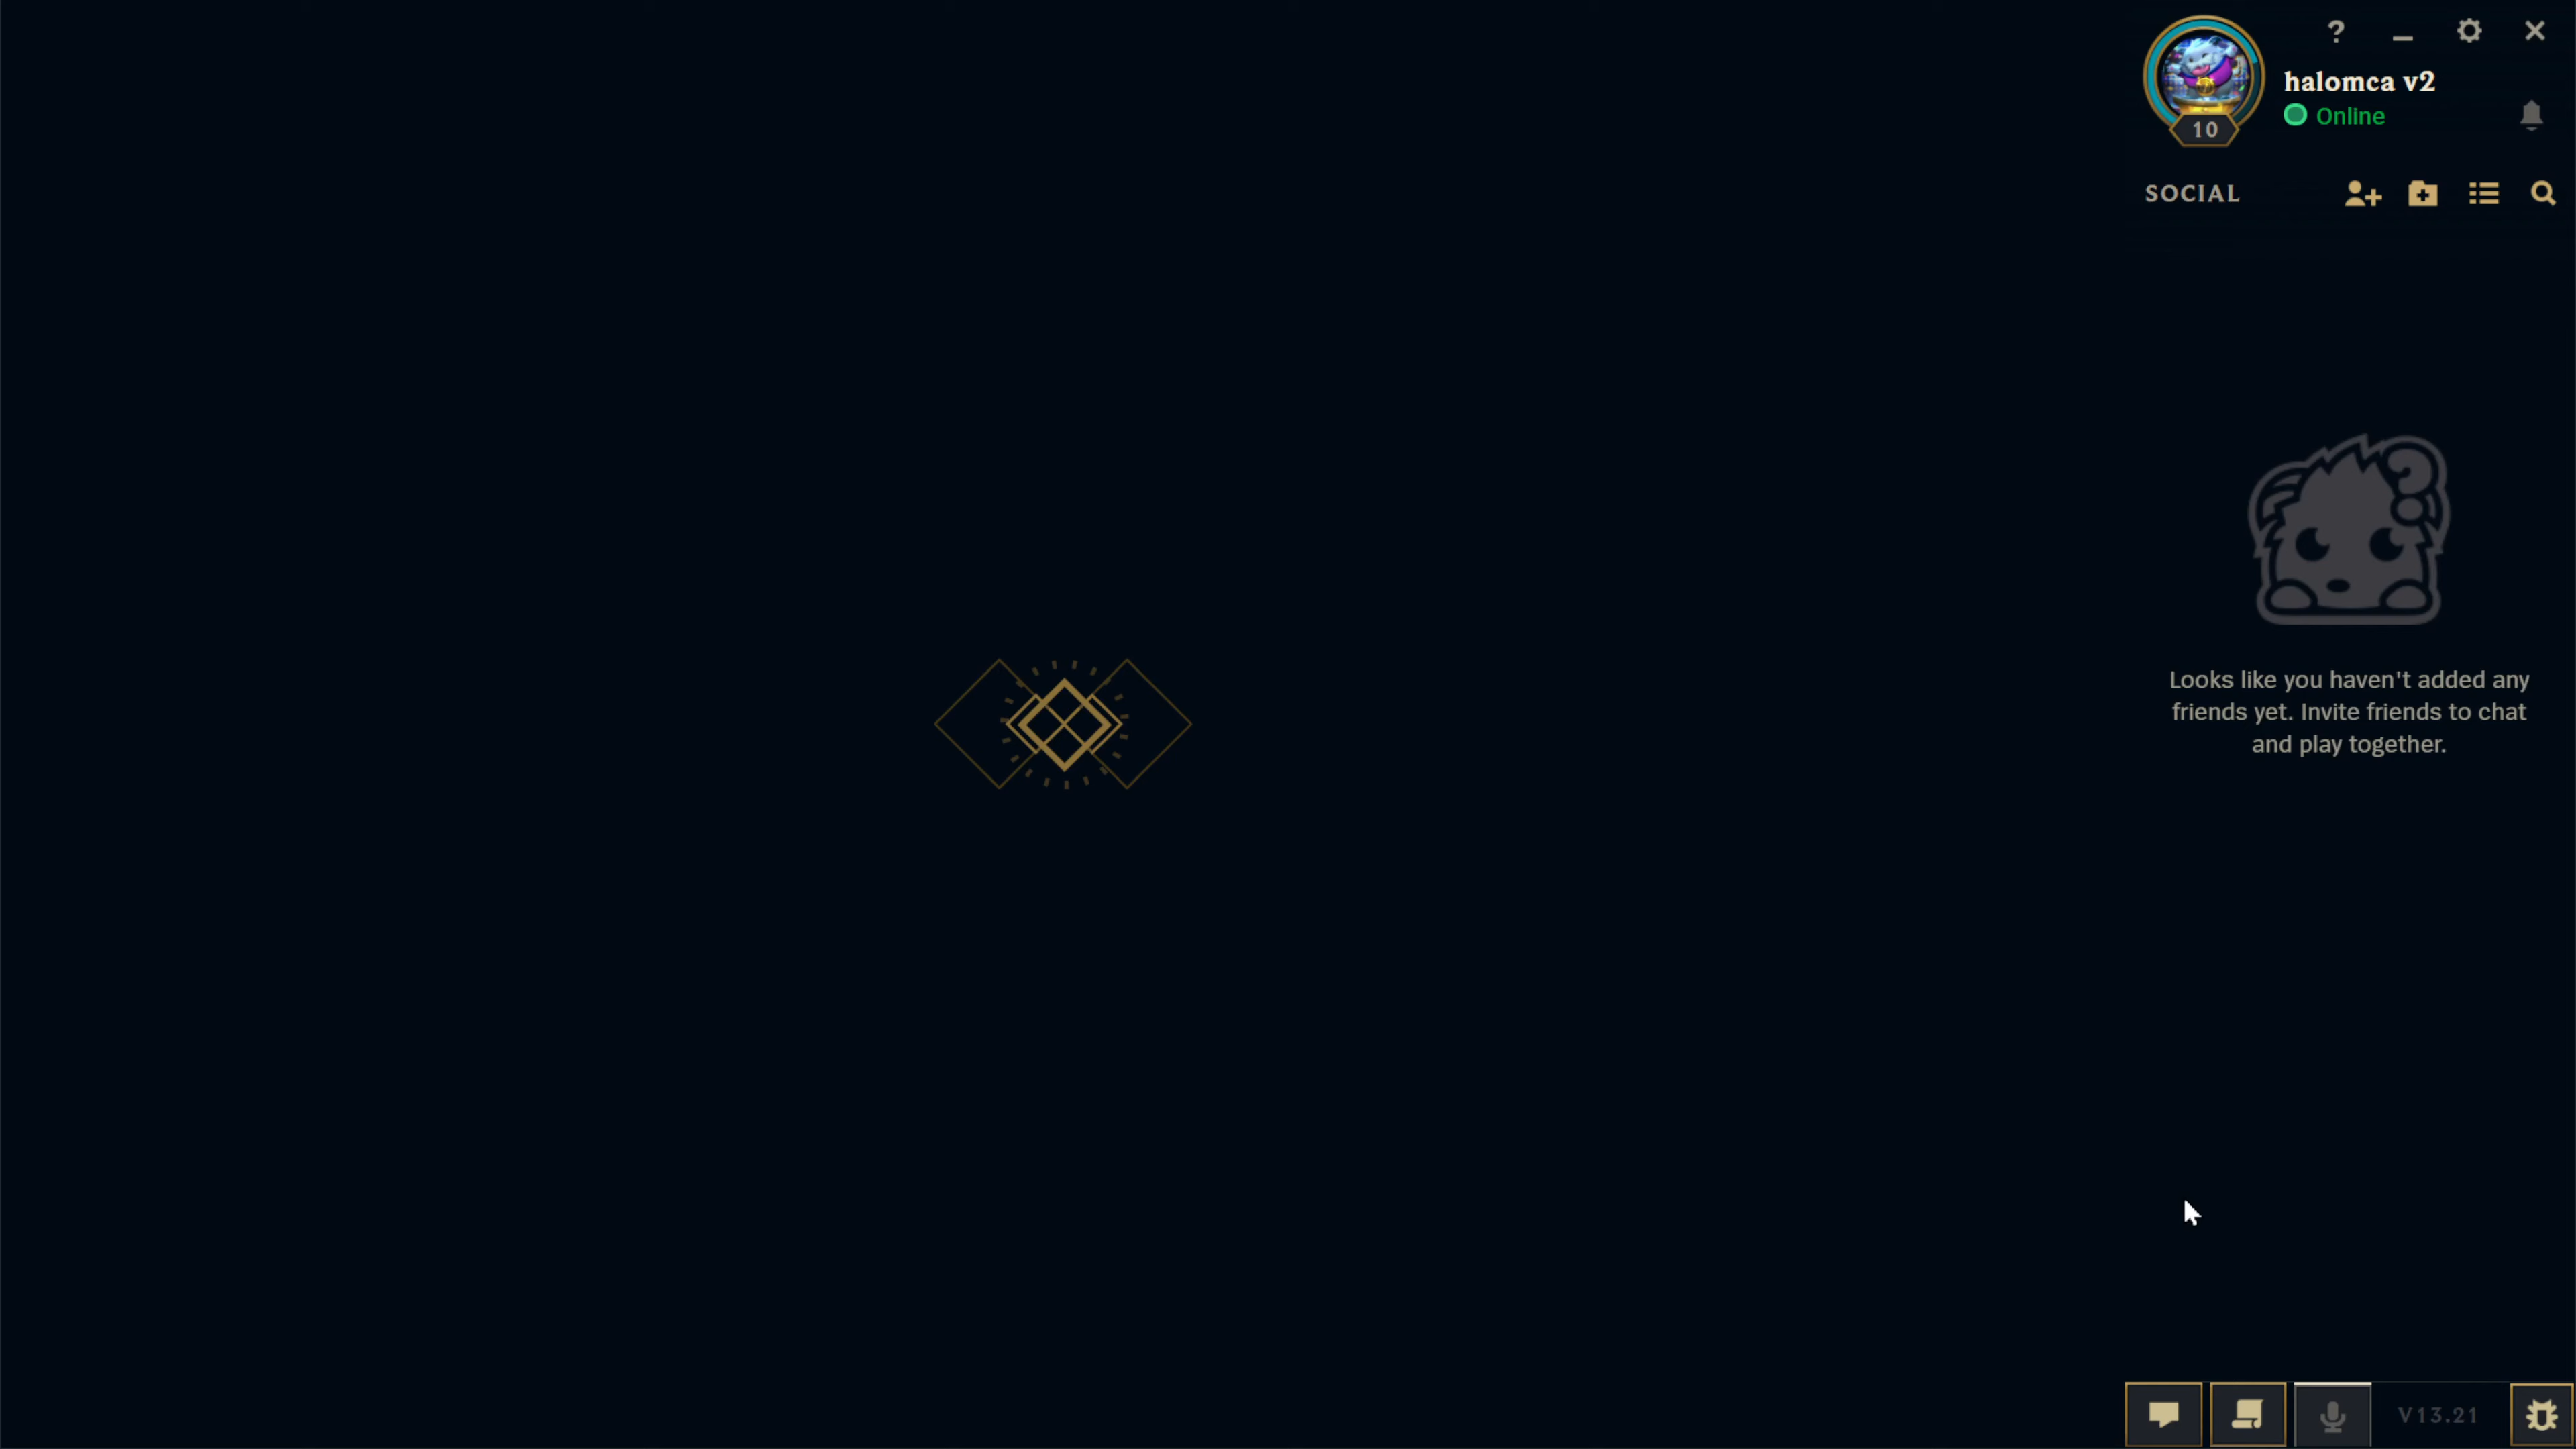 ?
halomca v2
Online
10
SOCIAL
Looks like you haven't added any
friends yet. Invite friends to chat
and play together.
V13.21